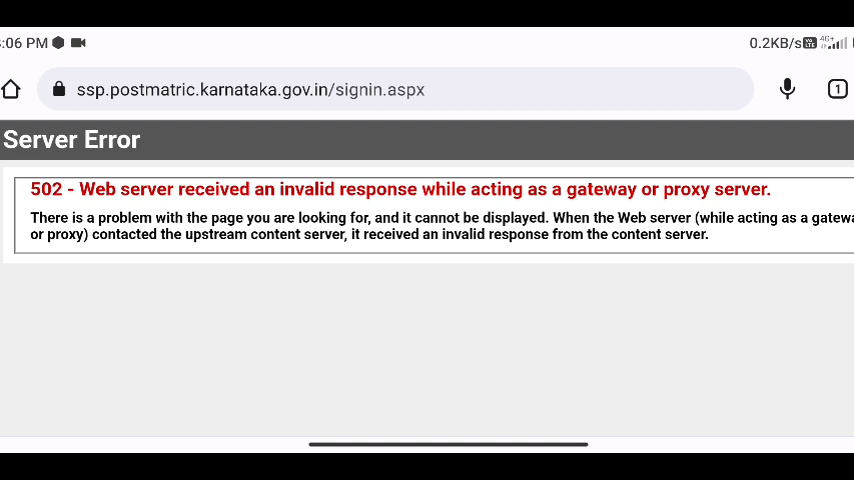 :06 PM
0.2KB/s 4G+
ssp.postmatric.karnataka.gov.in/signin.aspx
1
Server Error
502 - Web server received an invalid response while acting as a gateway or proxy server.
There is a problem with the page you are looking for, and it cannot be displayed. When the Web server (while acting as a gatewa
or proxy) contacted the upstream content server, it received an invalid response from the content server.